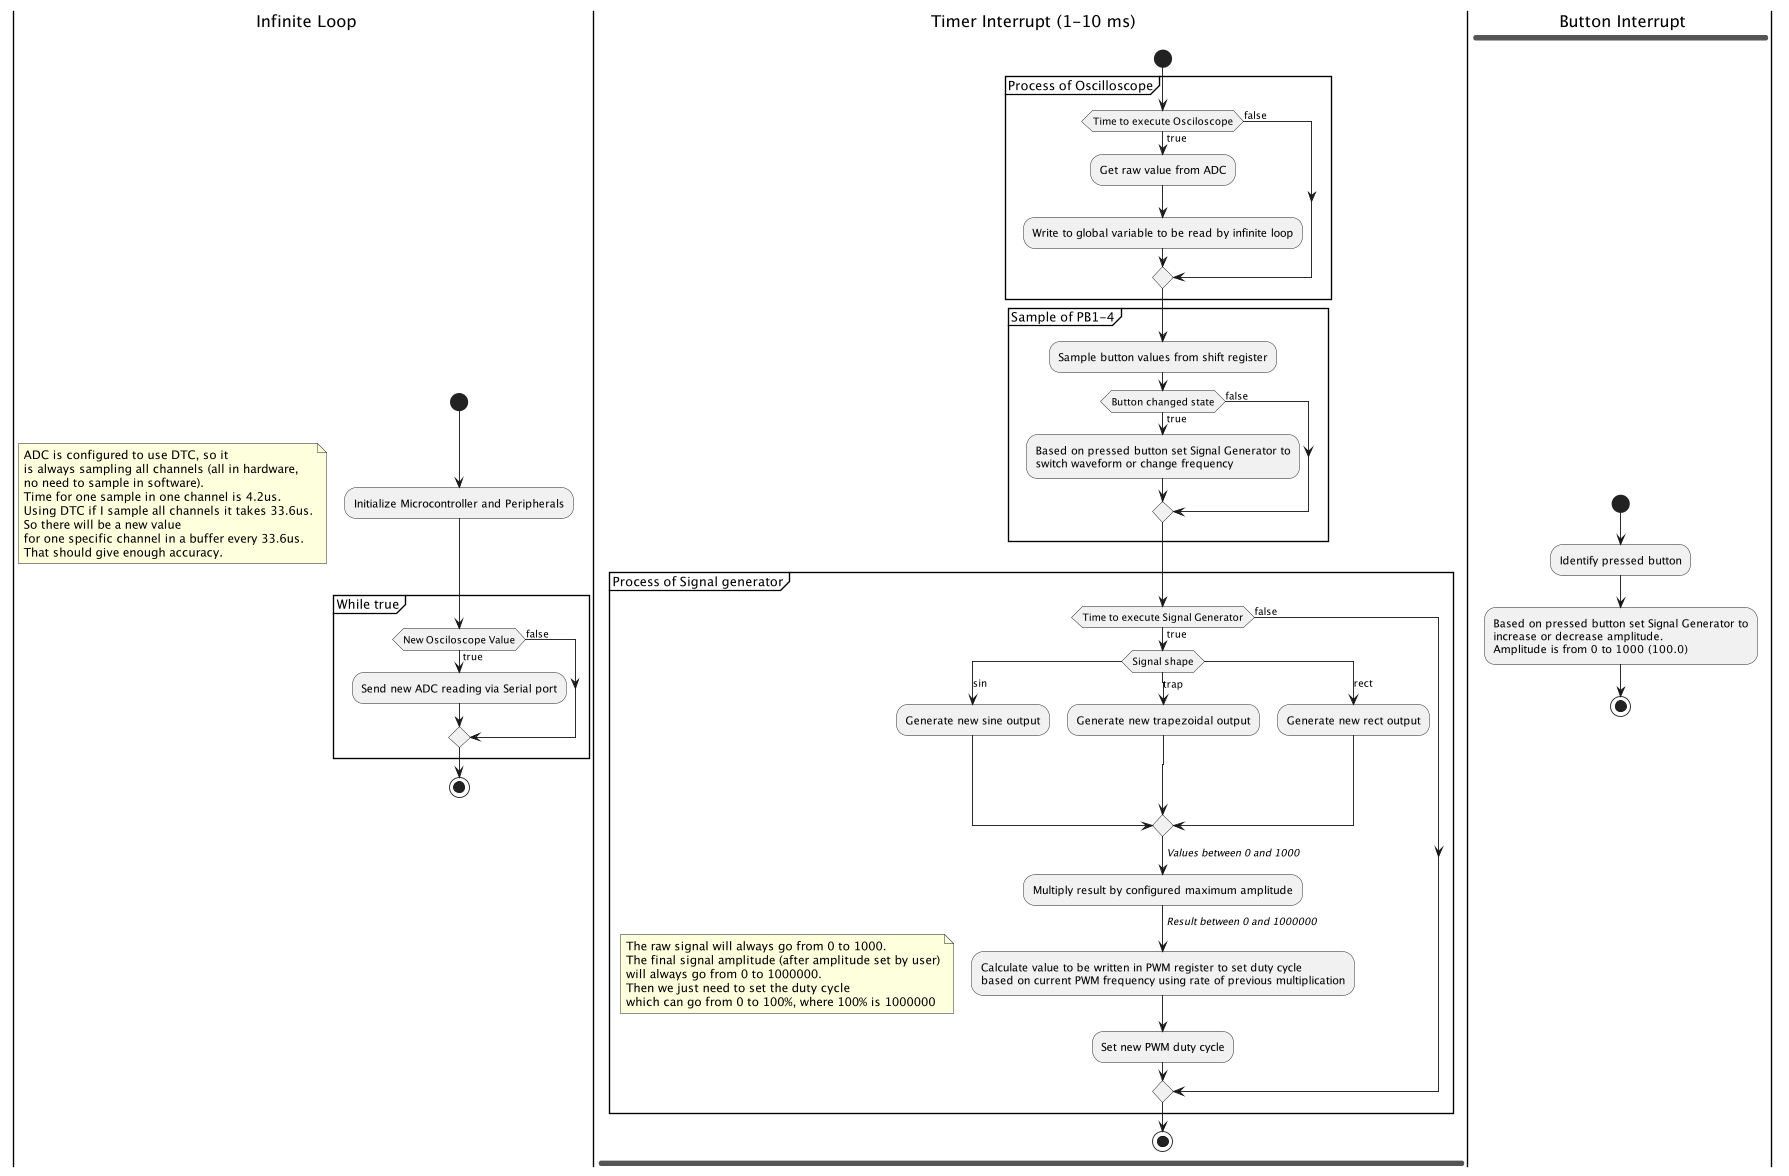 Infinite Loop
Timer Interrupt (1-10 ms)
Button Interrupt
ADC is configured to use DTC, so it
is always sampling all channels (all in hardware,
no need to sample in software).
Time for one sample in one channel is 4.2us.
Using DTC if I sample all channels it takes 33.6us.
So there will be a new value
for one specific channel in a buffer every 33.6us.
That should give enough accuracy.
Initialize Microcontroller and Peripherals
While true
New Osciloscope Value
false
true
Send new ADC reading via Serial port
Process of Oscilloscope
Time to execute Osciloscope
false
true
Get raw value from ADC
Write to global variable to be read by infinite loop
Sample of PB1-4
Sample button values from shift register
Button changed state
false
true
Based on pressed button set Signal Generator to
switch waveform or change frequency
Process of Signal generator
Time to execute Signal Generator
false
true
Signal shape
sin
trap
rect
Generate new sine output
Generate new trapezoidal output
Generate new rect output
Values between 0 and 1000
Multiply result by configured maximum amplitude
Result between 0 and 1000000
The raw signal will always go from 0 to 1000.
The final signal amplitude (after amplitude set by user)
will always go from 0 to 1000000.
Then we just need to set the duty cycle
which can go from 0 to 100%, where 100% is 1000000
Calculate value to be written in PWM register to set duty cycle
based on current PWM frequency using rate of previous multiplication
Set new PWM duty cycle
Identify pressed button
Based on pressed button set Signal Generator to
increase or decrease amplitude.
Amplitude is from 0 to 1000 (100.0)